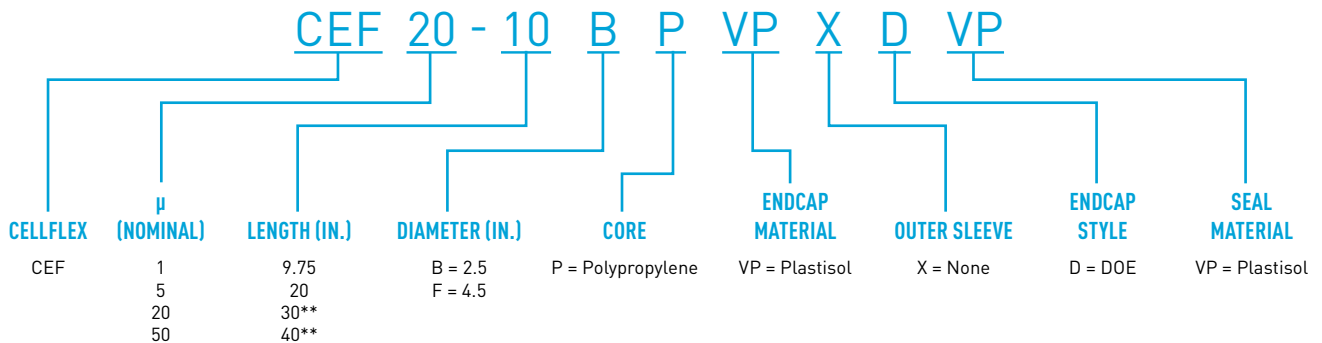 CEF 20 - 10 B P VP X D VP
CELLFLEX
CEF
µ
(NOMINAL)
1
5
20
50
LENGTH (IN.)
9.75
20
30**
40**
DIAMETER (IN.)
B = 2.5
F = 4.5
CORE
P = Polypropylene
ENDCAP
MATERIAL
VP = Plastisol
OUTER SLEEVE
X = None
ENDCAP
STYLE
D = DOE
SEAL
MATERIAL
VP = Plastisol